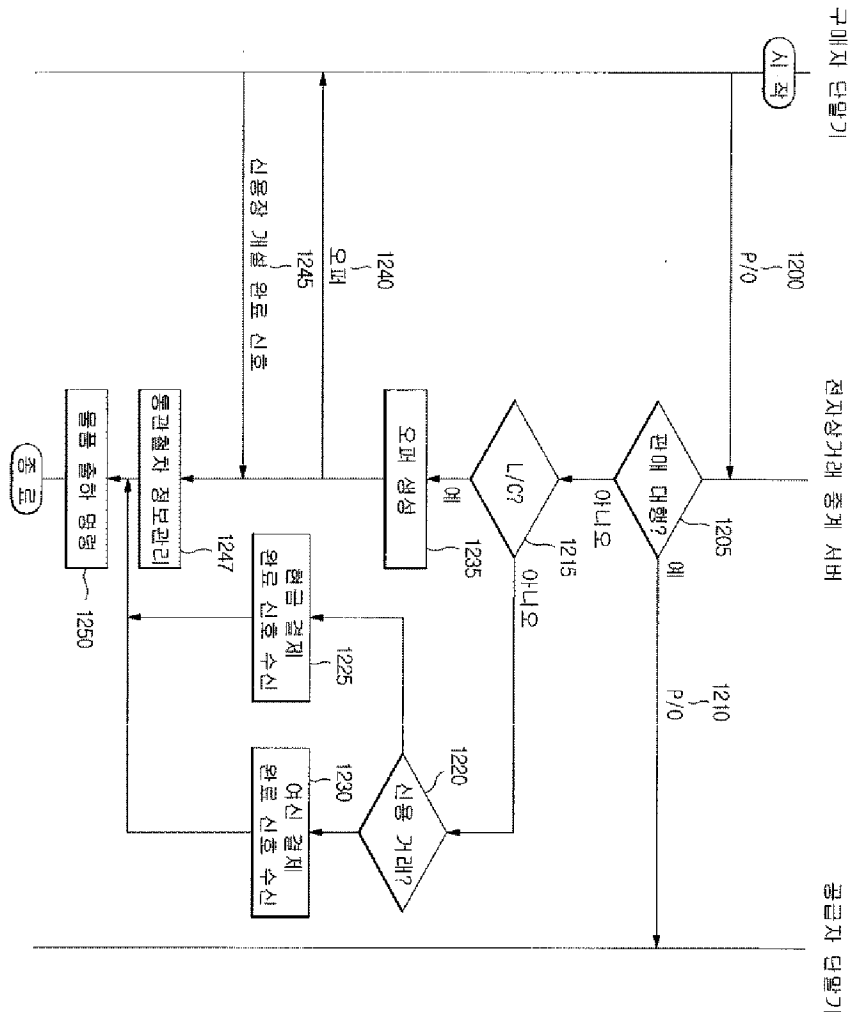 구매자 단말기
전자상거래 중계 서버
공급자 단말기
시 작
1200
P/O
판매 대행?
1205
예
아니오
1210
P/O
L/C?
1215
예
아니오
1220
신용 거래?
오퍼 생성
1235
현금 결제
완료 신호 수신
1225
여신 결제
완료 신호 수신
1230
1240
오퍼
1245
신용장 개설 완료 신호
통관절차 정보관리
1247
물품 출하 명령
1250
종 료